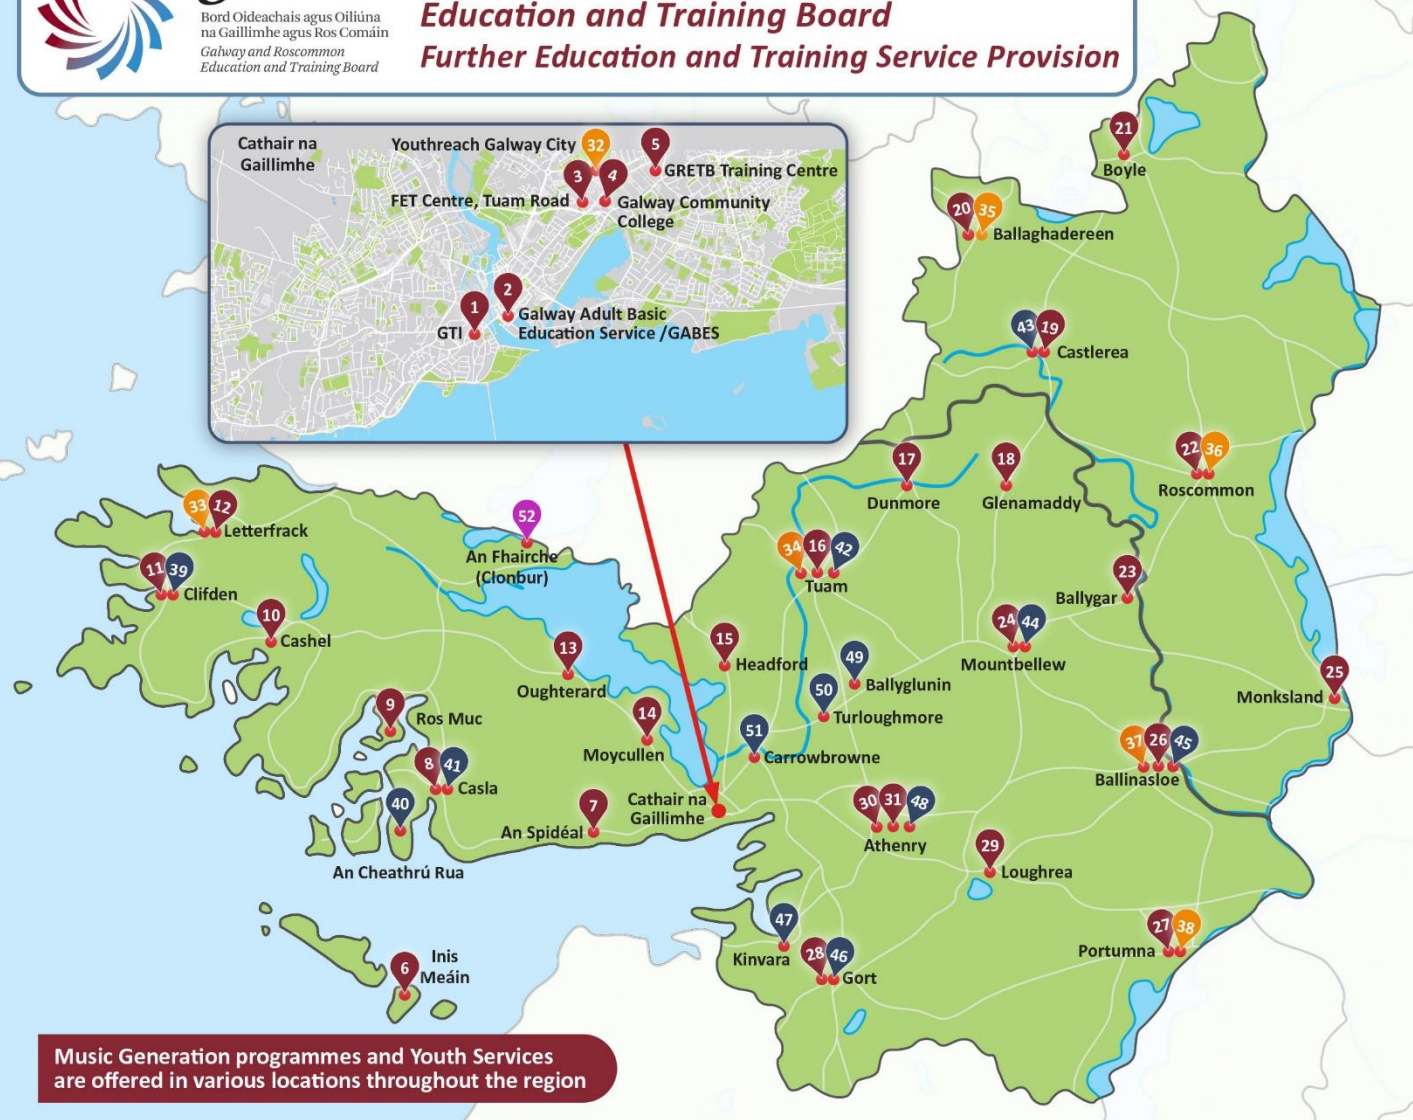 Bord Oideachais agus Oiliúna
na Gaillimhe agus Ros Comáin
Galway and Roscommon
Education and Training Board
Education and Training Board
Further Education and Training Service Provision
Cathair na
Gaillimhe
Youthreach Galway City
32
5
GRETB Training Centre
3
4
FET Centre, Tuam Road
Galway Community
College
1
2
GTI
Galway Adult Basic
Education Service /GABES
21
Boyle
20
35
Ballaghadereen
43
19
Castlerea
22
36
Roscommon
17
Dunmore
18
Glenamaddy
33
12
Letterfrack
52
An Fhairche
(Clonbur)
11
39
Clifden
34
16
42
Tuam
23
Ballygar
10
Cashel
24
44
Mountbellew
13
Oughterard
15
Headford
49
Ballyglunin
25
Monksland
9
Ros Muc
14
Moycullen
50
Turloughmore
51
Carrowbrowne
37
26
45
Ballinasloe
8
41
Casla
40
An Cheathrú Rua
7
An Spidéal
Cathair na
Gaillimhe
30
31
48
Athenry
29
Loughrea
47
Kinvara
28
46
Gort
27
38
Portumna
6
Inis
Meáin
Music Generation programmes and Youth Services
are offered in various locations throughout the region